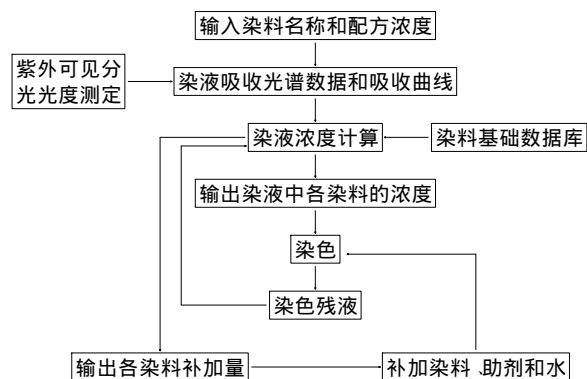 输入染料名称和配方浓度
紫外可见分
光光度测定
染液吸收光谱数据和吸收曲线
染液浓度计算
染料基础数据库
输出染液中各染料的浓度
染色
染色残液
输出各染料补加量
补加染料、助剂和水